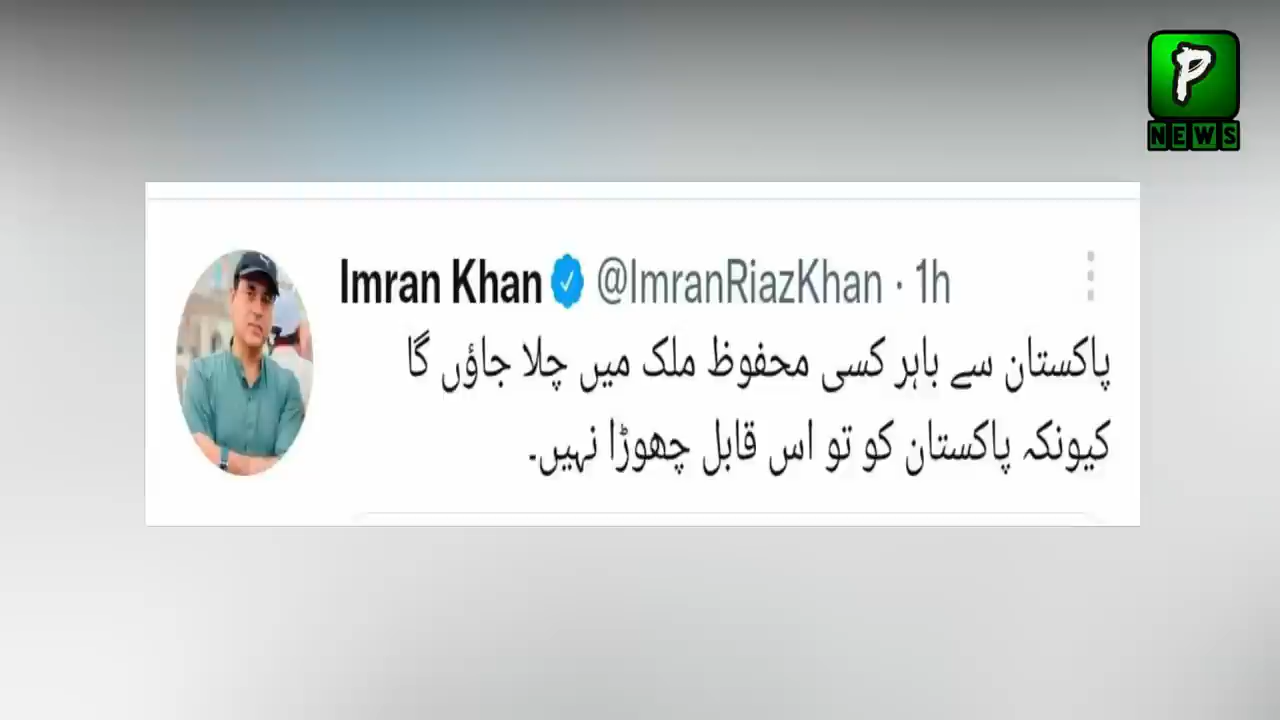 P
NEWS
Imran Khan @ImranRiazKhan · 1h
پاکستان سے باہر کسی محفوظ ملک میں چلا جاؤں گا
کیونکہ پاکستان کو تو اس قابل چھوڑا نہیں۔